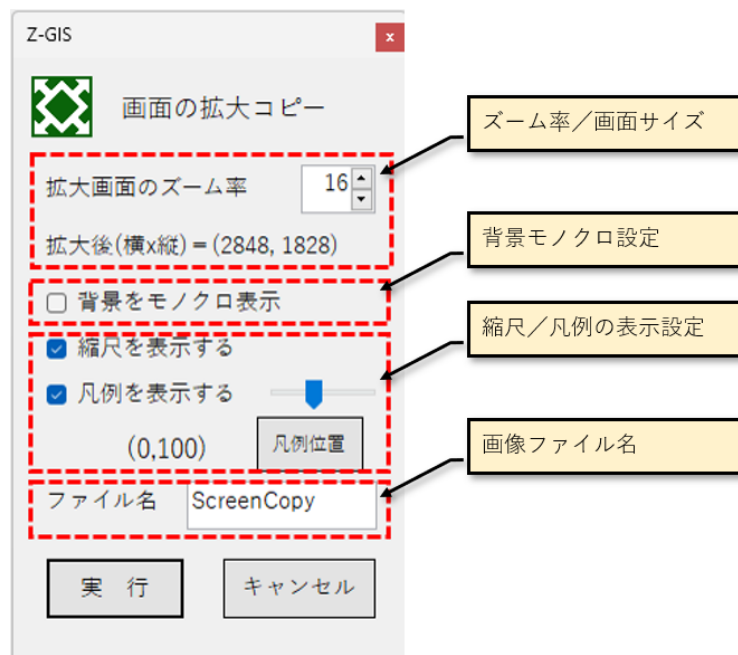 Z-GIS
x
画面の拡大コピー
ズーム率／画面サイズ
拡大画面のズーム率
16
拡大後(横x縦)＝(2848, 1828)
背景モノクロ設定
背景をモノクロ表示
縮尺／凡例の表示設定
縮尺を表示する
凡例を表示する
(0,100)
凡例位置
画像ファイル名
ファイル名
ScreenCopy
実　行
キャンセル